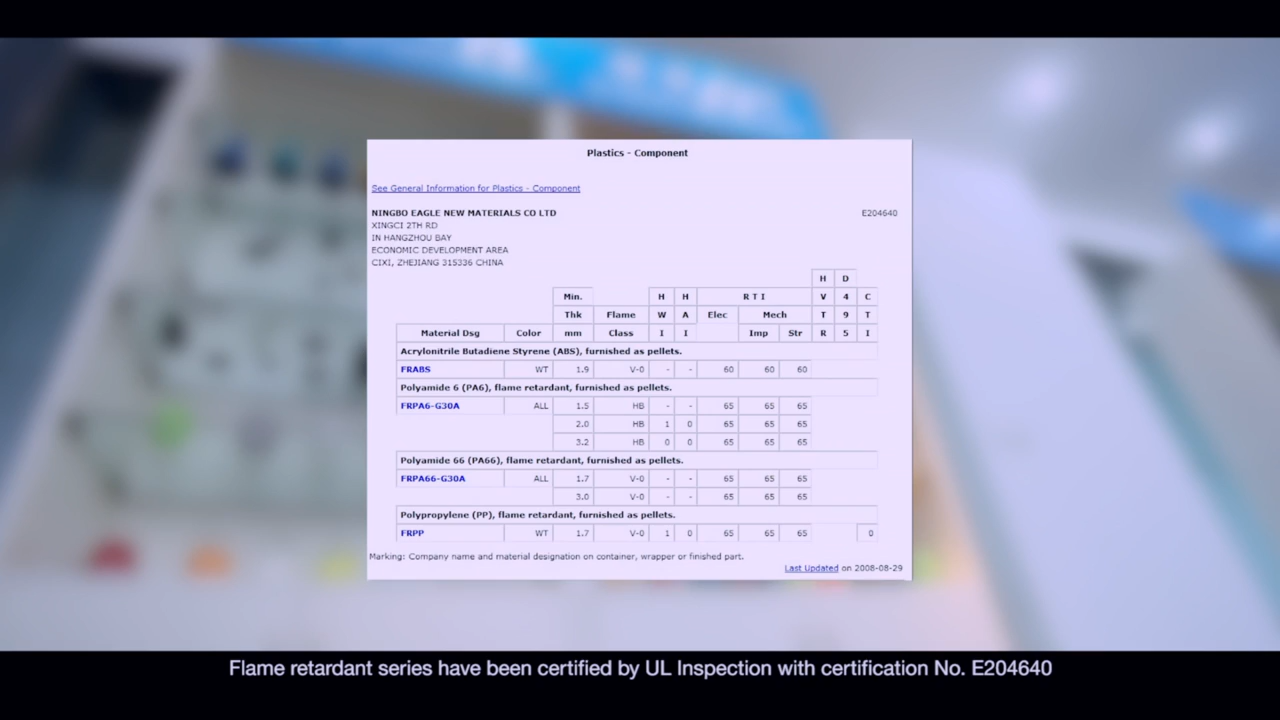 Plastics - Component
See General Information for Plastics - Component
NINGBO EAGLE NEW MATERIALS CO LTD E204640
XINGCI 2TH RD
IN HANGZHOU BAY
ECONOMIC DEVELOPMENT AREA
CIXI, ZHEJIANG 315336 CHINA
H D
Min. H H R T I V 4 C
Thk Flame W A Elec Mech T 9 T
Material Dsg Color mm Class I I Imp Str R 5 I
Acrylonitrile Butadiene Styrene (ABS), furnished as pellets.
FRABS WT 1.9 V-0 - - 60 60 60
Polyamide 6 (PA6), flame retardant, furnished as pellets.
FRPA6-G30A ALL 1.5 HB - - 65 65 65
2.0 HB 1 0 65 65 65
3.2 HB 0 0 65 65 65
Polyamide 66 (PA66), flame retardant, furnished as pellets.
FRPA66-G30A ALL 1.7 V-0 - - 65 65 65
3.0 V-0 - - 65 65 65
Polypropylene (PP), flame retardant, furnished as pellets.
FRPP WT 1.7 V-0 1 0 65 65 65 0
Marking: Company name and material designation on container, wrapper or finished part.
Last Updated on 2008-08-29
Flame retardant series have been certified by UL Inspection with certification No. E204640